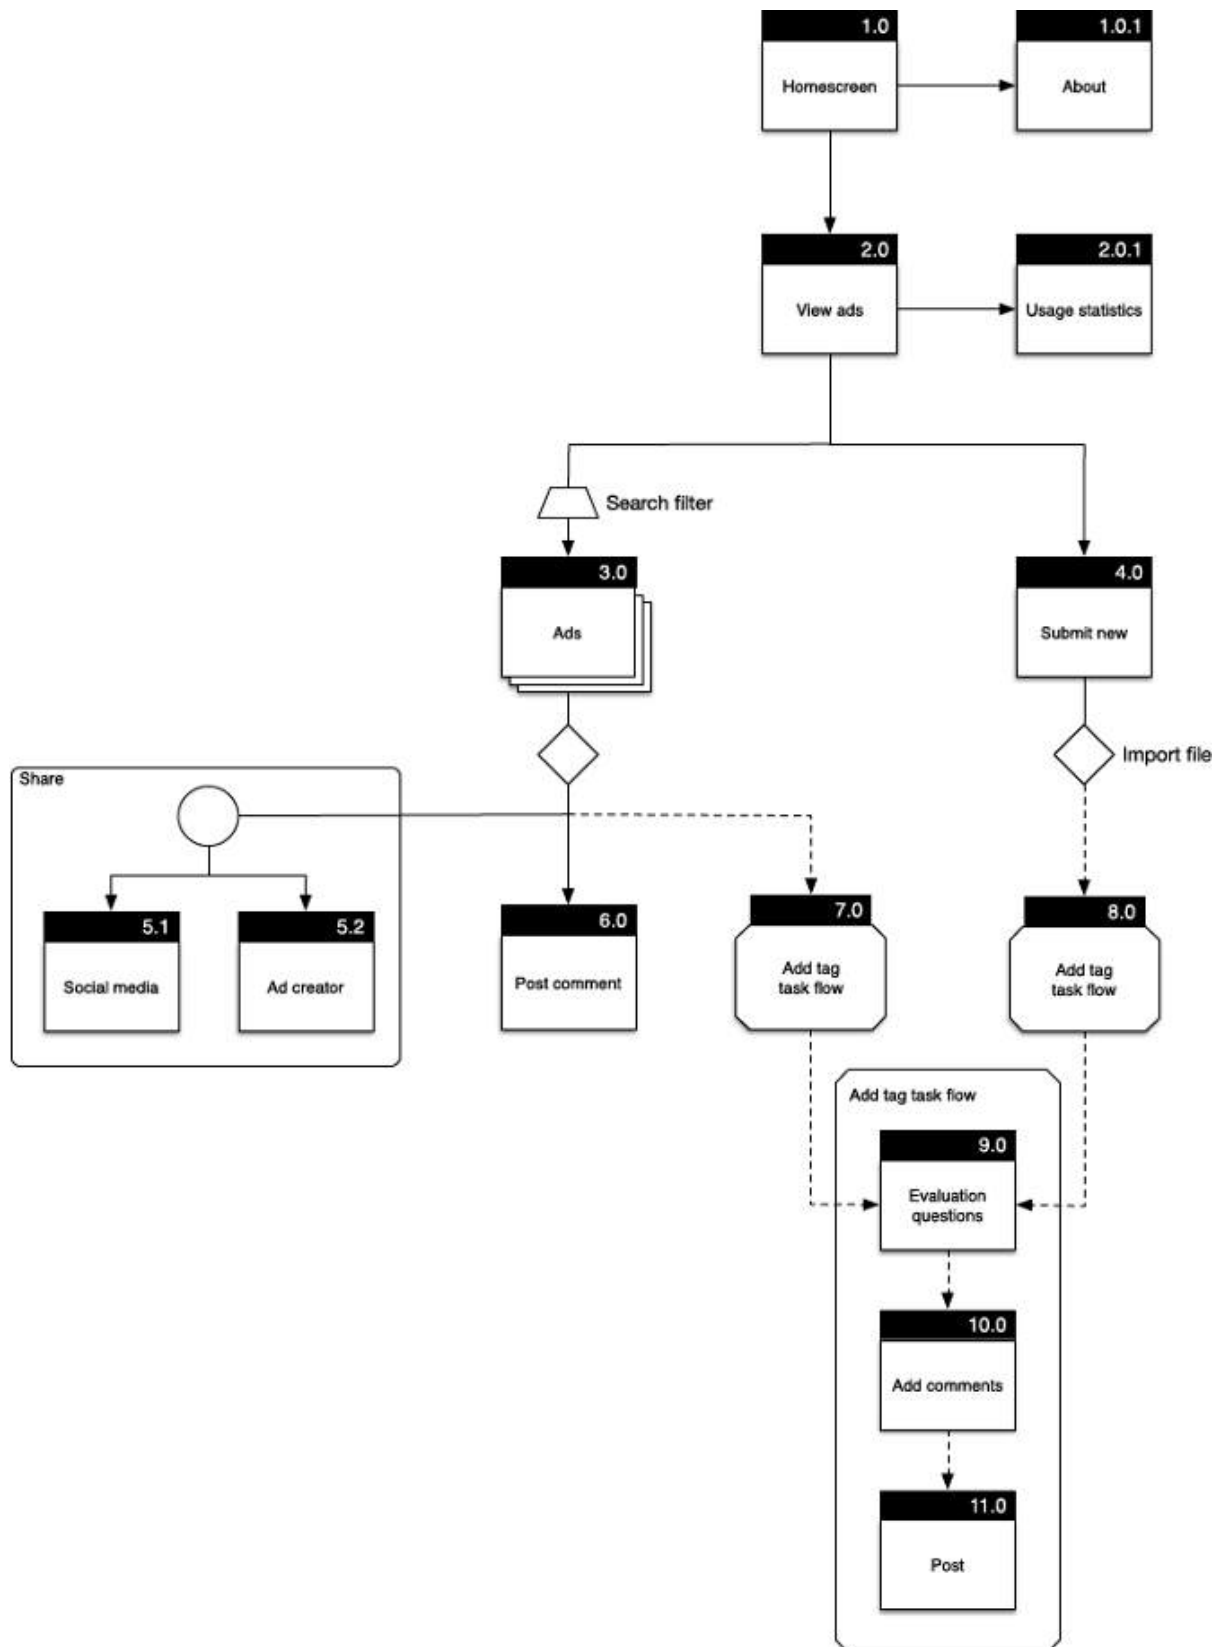 1.0
Homescreen
1.0.1
About
2.0
View ads
2.0.1
Usage statistics
Search filter
3.0
Ads
4.0
Submit new
Import file
Share
5.1
Social media
5.2
Ad creator
6.0
Post comment
7.0
Add tag
task flow
8.0
Add tag
task flow
Add tag task flow
9.0
Evaluation
questions
10.0
Add comments
11.0
Post